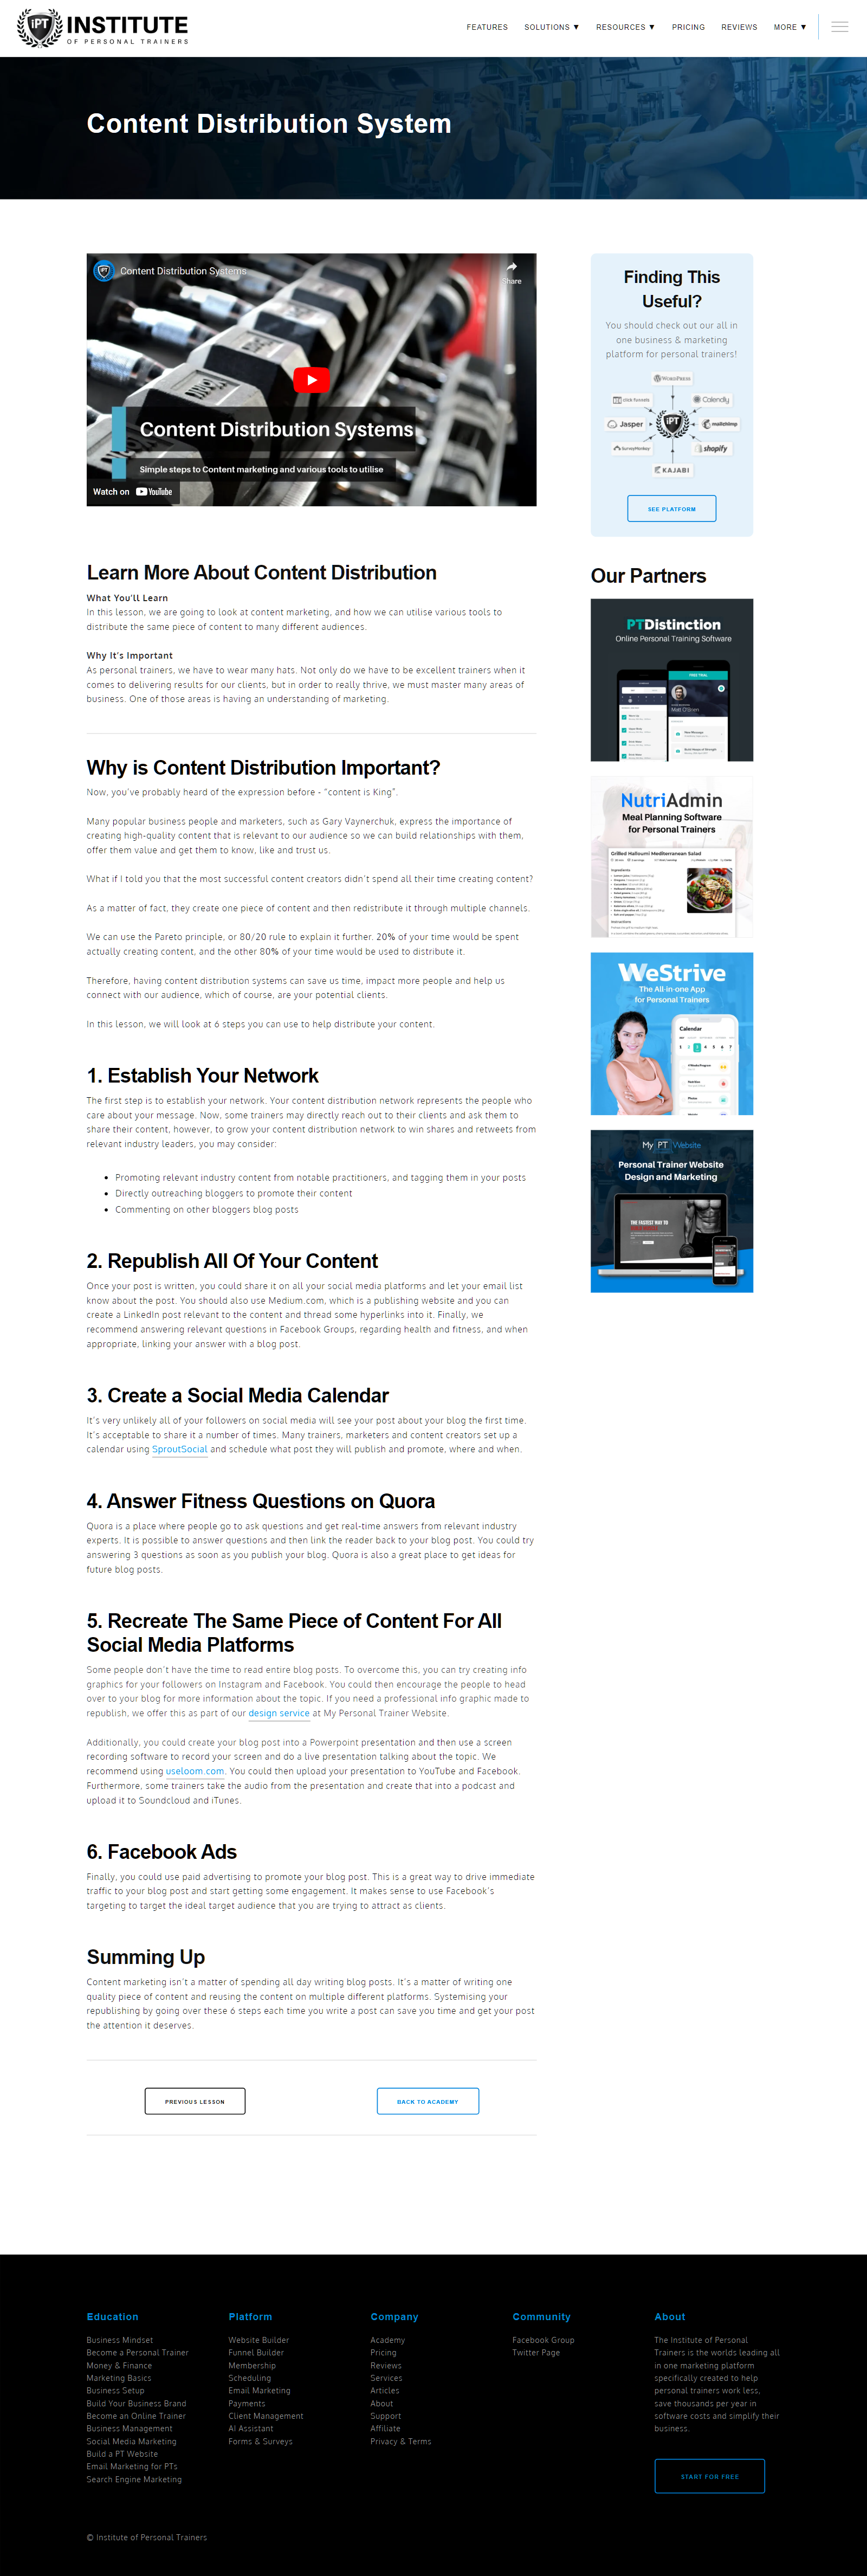 iPT INSTITUTE
OF PERSONAL TRAINERS
FEATURES SOLUTIONS ▼ RESOURCES ▼ PRICING REVIEWS MORE ▼
Content Distribution System
Content Distribution Systems
Share
Content Distribution Systems
Simple steps to Content marketing and various tools to utilise
Watch on YouTube
Learn More About Content Distribution
What You'll Learn
In this lesson, we are going to look at content marketing, and how we can utilise various tools to
distribute the same piece of content to many different audiences.
Why It's Important
As personal trainers, we have to wear many hats. Not only do we have to be excellent trainers when it
comes to delivering results for our clients, but in order to really thrive, we must master many areas of
business. One of those areas is having an understanding of marketing.
Why is Content Distribution Important?
Now, you've probably heard of the expression before - "content is King".
Many popular business people and marketers, such as Gary Vaynerchuk, express the importance of
creating high-quality content that is relevant to our audience so we can build relationships with them,
offer them value and get them to know, like and trust us.
What if I told you that the most successful content creators didn't spend all their time creating content?
As a matter of fact, they create one piece of content and then redistribute it through multiple channels.
We can use the Pareto principle, or 80/20 rule to explain it further. 20% of your time would be spent
actually creating content, and the other 80% of your time would be used to distribute it.
Therefore, having content distribution systems can save us time, impact more people and help us
connect with our audience, which of course, are your potential clients.
In this lesson, we will look at 6 steps you can use to help distribute your content.
1. Establish Your Network
The first step is to establish your network. Your content distribution network represents the people who
care about your message. Now, some trainers may directly reach out to their clients and ask them to
share their content, however, to grow your content distribution network to win shares and retweets from
relevant industry leaders, you may consider:
• Promoting relevant industry content from notable practitioners, and tagging them in your posts
• Directly outreaching bloggers to promote their content
• Commenting on other bloggers blog posts
2. Republish All Of Your Content
Once your post is written, you could share it on all your social media platforms and let your email list
know about the post. You should also use Medium.com, which is a publishing website and you can
create a LinkedIn post relevant to the content and thread some hyperlinks into it. Finally, we
recommend answering relevant questions in Facebook Groups, regarding health and fitness, and when
appropriate, linking your answer with a blog post.
3. Create a Social Media Calendar
It's very unlikely all of your followers on social media will see your post about your blog the first time.
It's acceptable to share it a number of times. Many trainers, marketers and content creators set up a
calendar using SproutSocial and schedule what post they will publish and promote, where and when.
4. Answer Fitness Questions on Quora
Quora is a place where people go to ask questions and get real-time answers from relevant industry
experts. It is possible to answer questions and then link the reader back to your blog post. You could try
answering 3 questions as soon as you publish your blog. Quora is also a great place to get ideas for
future blog posts.
5. Recreate The Same Piece of Content For All
Social Media Platforms
Some people don't have the time to read entire blog posts. To overcome this, you can try creating info
graphics for your followers on Instagram and Facebook. You could then encourage the people to head
over to your blog for more information about the topic. If you need a professional info graphic made to
republish, we offer this as part of our design service at My Personal Trainer Website.
Additionally, you could create your blog post into a Powerpoint presentation and then use a screen
recording software to record your screen and do a live presentation talking about the topic. We
recommend using useloom.com. You could then upload your presentation to YouTube and Facebook.
Furthermore, some trainers take the audio from the presentation and create that into a podcast and
upload it to Soundcloud and iTunes.
6. Facebook Ads
Finally, you could use paid advertising to promote your blog post. This is a great way to drive immediate
traffic to your blog post and start getting some engagement. It makes sense to use Facebook's
targeting to target the ideal target audience that you are trying to attract as clients.
Summing Up
Content marketing isn't a matter of spending all day writing blog posts. It's a matter of writing one
quality piece of content and reusing the content on multiple different platforms. Systemising your
republishing by going over these 6 steps each time you write a post can save you time and get your post
the attention it deserves.
PREVIOUS LESSON BACK TO ACADEMY
Finding This
Useful?
You should check out our all in
one business & marketing
platform for personal trainers!
WordPress
click funnels
Calendly
Jasper
iPT
mailchimp
SurveyMonkey
shopify
KAJABI
SEE PLATFORM
Our Partners
PTDistinction
Online Personal Training Software
FREE TRIAL
NutriAdmin
Meal Planning Software
for Personal Trainers
Grilled Halloumi Mediterranean Salad
Ingredients
Instructions
WeStrive
The All-in-one App
for Personal Trainers
Calendar
1 2 3 4 5 6 7
My PT Website
Personal Trainer Website
Design and Marketing
THE FASTEST WAY TO
Education
Business Mindset
Become a Personal Trainer
Money & Finance
Marketing Basics
Business Setup
Build Your Business Brand
Become an Online Trainer
Business Management
Social Media Marketing
Build a PT Website
Email Marketing for PTs
Search Engine Marketing
Platform
Website Builder
Funnel Builder
Membership
Scheduling
Email Marketing
Payments
Client Management
AI Assistant
Forms & Surveys
Company
Academy
Pricing
Reviews
Services
Articles
About
Support
Affiliate
Privacy & Terms
Community
Facebook Group
Twitter Page
About
The Institute of Personal
Trainers is the worlds leading all
in one marketing platform
specifically created to help
personal trainers work less,
save thousands per year in
software costs and simplify their
business.
START FOR FREE
© Institute of Personal Trainers